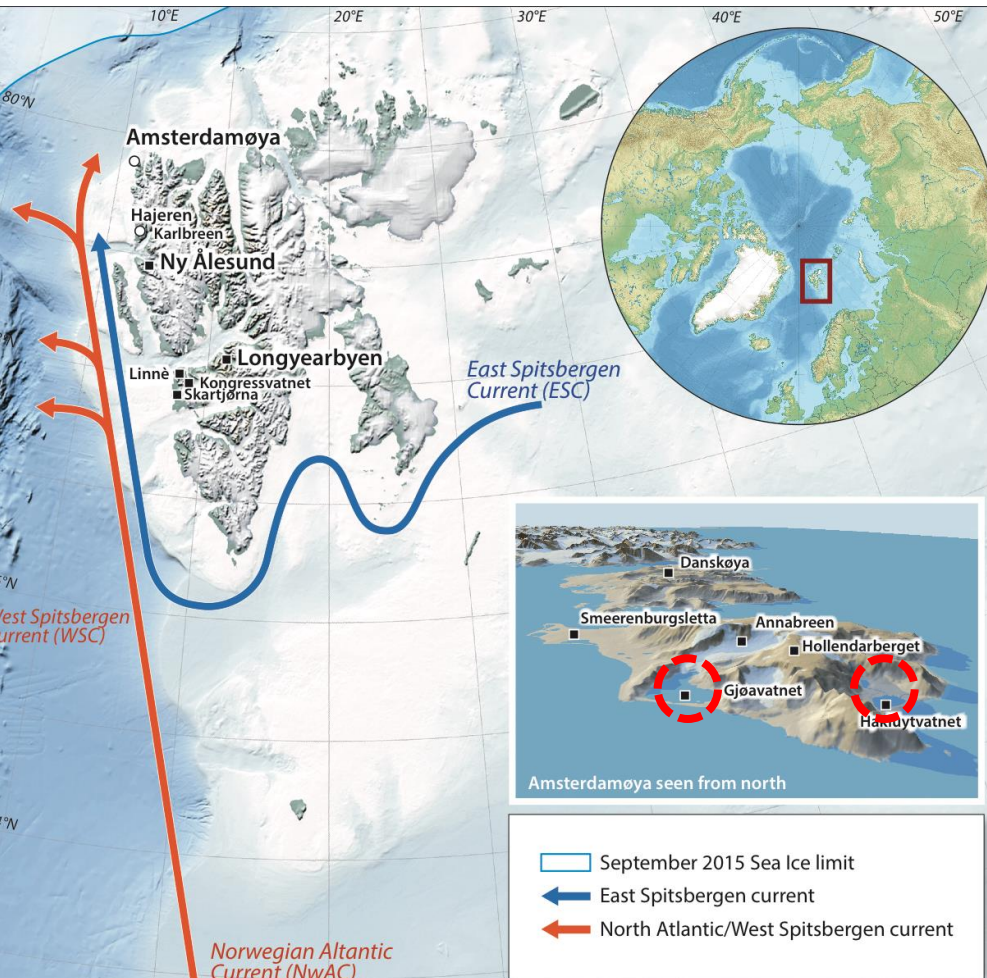 10°E
20°E
30°E
40°E
50°E
80°N
Amsterdamøya
Hajeren
Karlbreen
Ny Ålesund
Longyearbyen
Linnè
Kongressvatnet
Skartjørna
East Spitsbergen
Current (ESC)
West Spitsbergen
Current (WSC)
Norwegian Altantic
Current (NwAC)
Danskøya
Smeerenburgsletta
Annabreen
Hollendarberget
Gjøavatnet
Hakluytvatnet
Amsterdamøya seen from north
September 2015 Sea Ice limit
East Spitsbergen current
North Atlantic/West Spitsbergen current